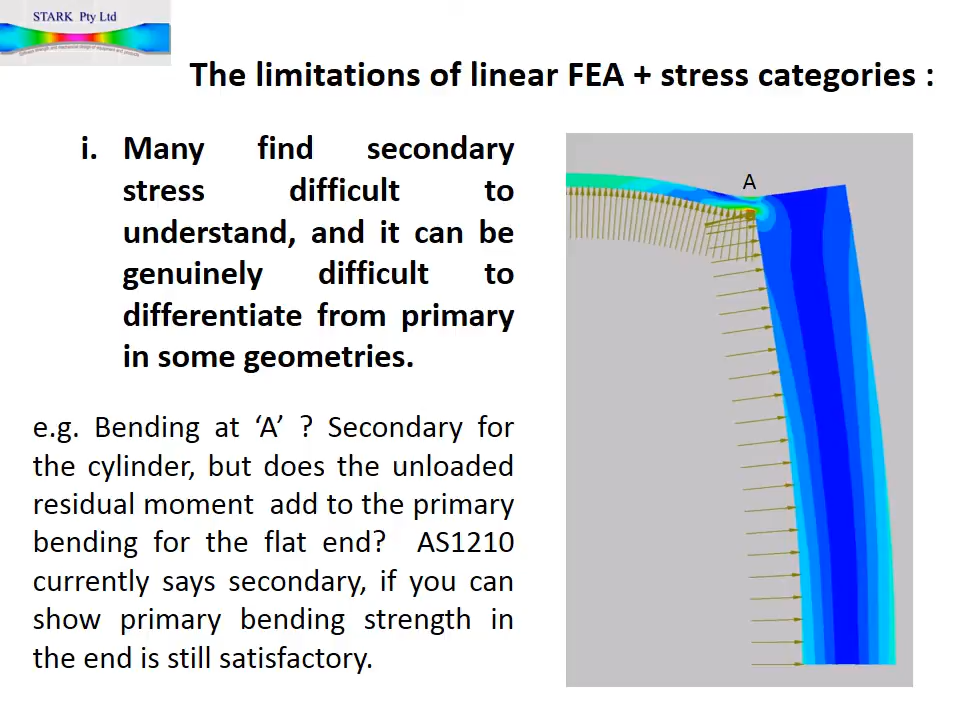 STARK Pty Ltd
The limitations of linear FEA + stress categories :
i. Many find secondary
stress difficult to
understand, and it can be
genuinely difficult to
differentiate from primary
in some geometries.
A
e.g. Bending at ‘A’ ? Secondary for
the cylinder, but does the unloaded
residual moment add to the primary
bending for the flat end? AS1210
currently says secondary, if you can
show primary bending strength in
the end is still satisfactory.